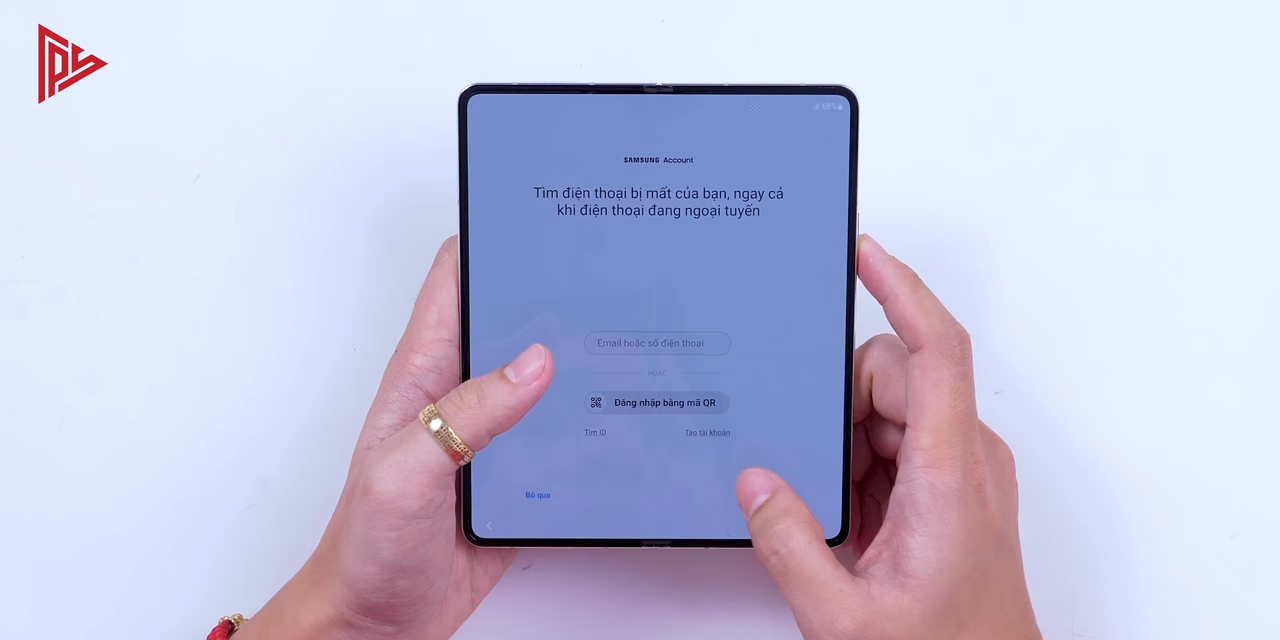 68%
SAMSUNG Account
Tìm điện thoại bị mất của bạn, ngay cả
khi điện thoại đang ngoại tuyến
Email hoặc số điện thoại
HOẶC
Đăng nhập bằng mã QR
Tìm ID
Tạo tài khoản
Bỏ qua